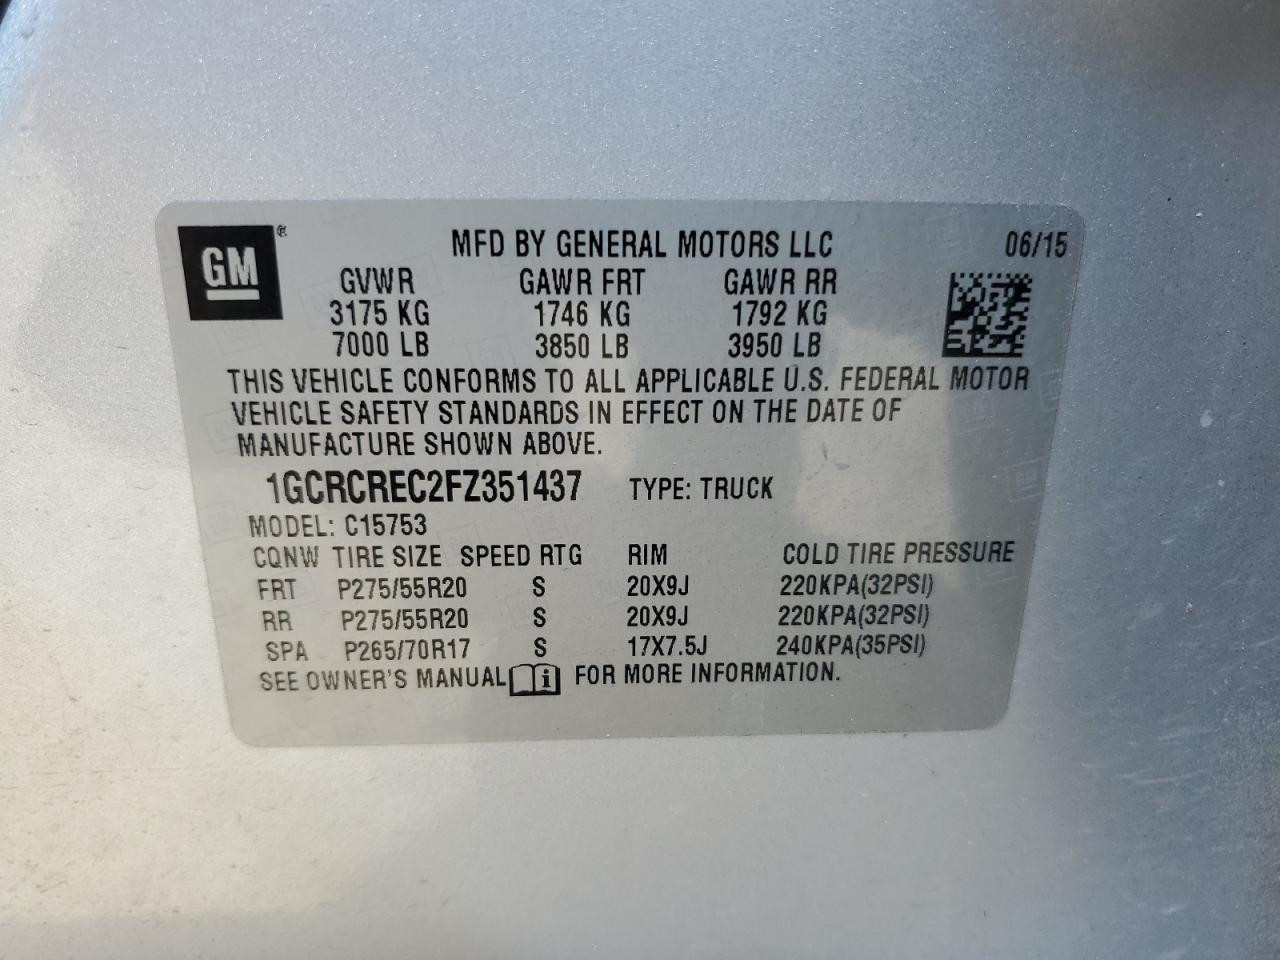 GM ® MFD BY GENERAL MOTORS LLC 06/15
GVWR GAWR FRT GAWR RR
3175 KG 1746 KG 1792 KG
7000 LB 3850 LB 3950 LB
THIS VEHICLE CONFORMS TO ALL APPLICABLE U.S. FEDERAL MOTOR
VEHICLE SAFETY STANDARDS IN EFFECT ON THE DATE OF
MANUFACTURE SHOWN ABOVE.
1GCRCREC2FZ351437 TYPE: TRUCK
MODEL: C15753
CQNW TIRE SIZE SPEED RTG RIM COLD TIRE PRESSURE
FRT P275/55R20 S 20X9J 220KPA(32PSI)
RR P275/55R20 S 20X9J 220KPA(32PSI)
SPA P265/70R17 S 17X7.5J 240KPA(35PSI)
SEE OWNER'S MANUAL i FOR MORE INFORMATION.